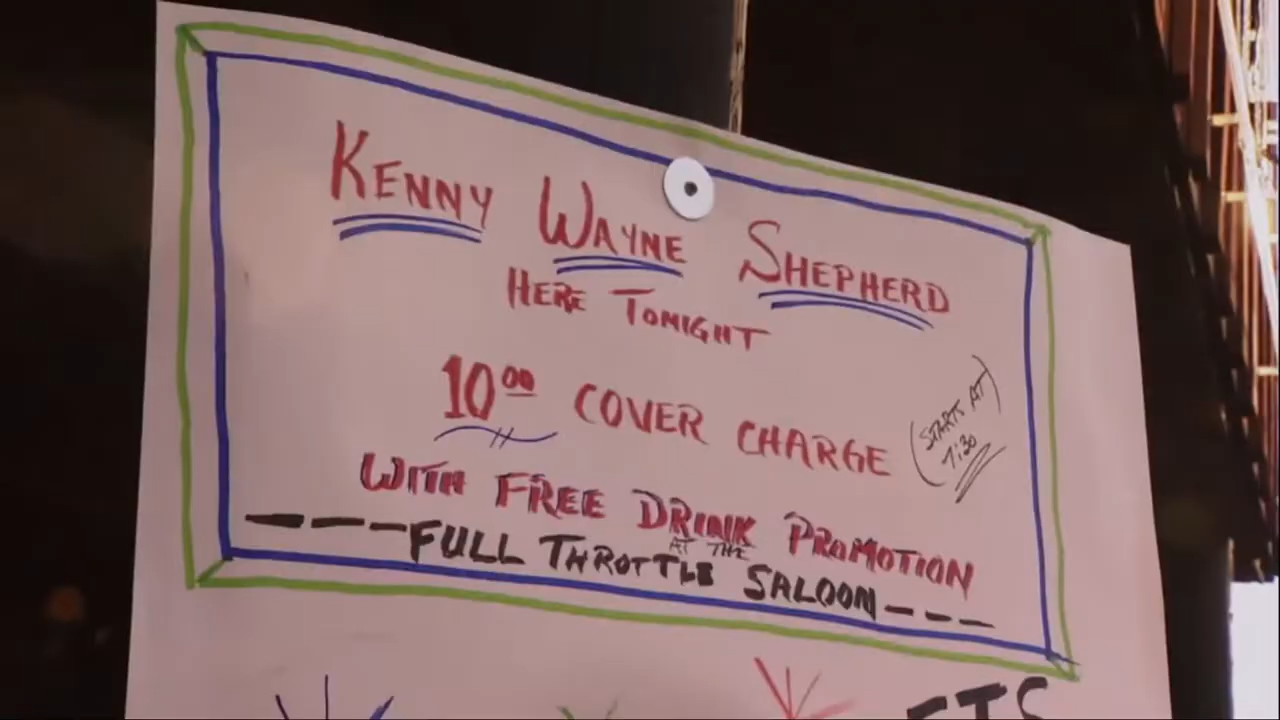 KENNY WAYNE SHEPHERD
HERE TONIGHT
10⁰⁰ COVER CHARGE
(STARTS AT)
7:30
WITH FREE DRINK PROMOTION
AT THE
FULL THROTTLE SALOON